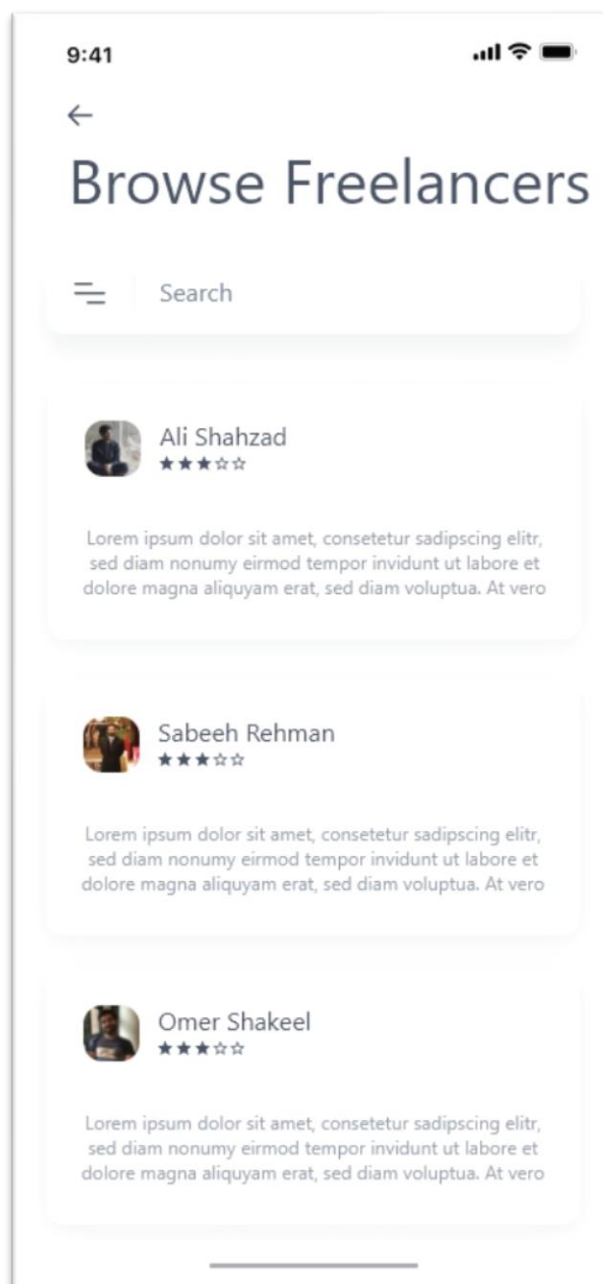 9:41
Browse Freelancers
Search
Ali Shahzad
Lorem ipsum dolor sit amet, consetetur sadipscing elitr,
sed diam nonumy eirmod tempor invidunt ut labore et
dolore magna aliquyam erat, sed diam voluptua. At vero
Sabeeh Rehman
Lorem ipsum dolor sit amet, consetetur sadipscing elitr,
sed diam nonumy eirmod tempor invidunt ut labore et
dolore magna aliquyam erat, sed diam voluptua. At vero
Omer Shakeel
Lorem ipsum dolor sit amet, consetetur sadipscing elitr,
sed diam nonumy eirmod tempor invidunt ut labore et
dolore magna aliquyam erat, sed diam voluptua. At vero